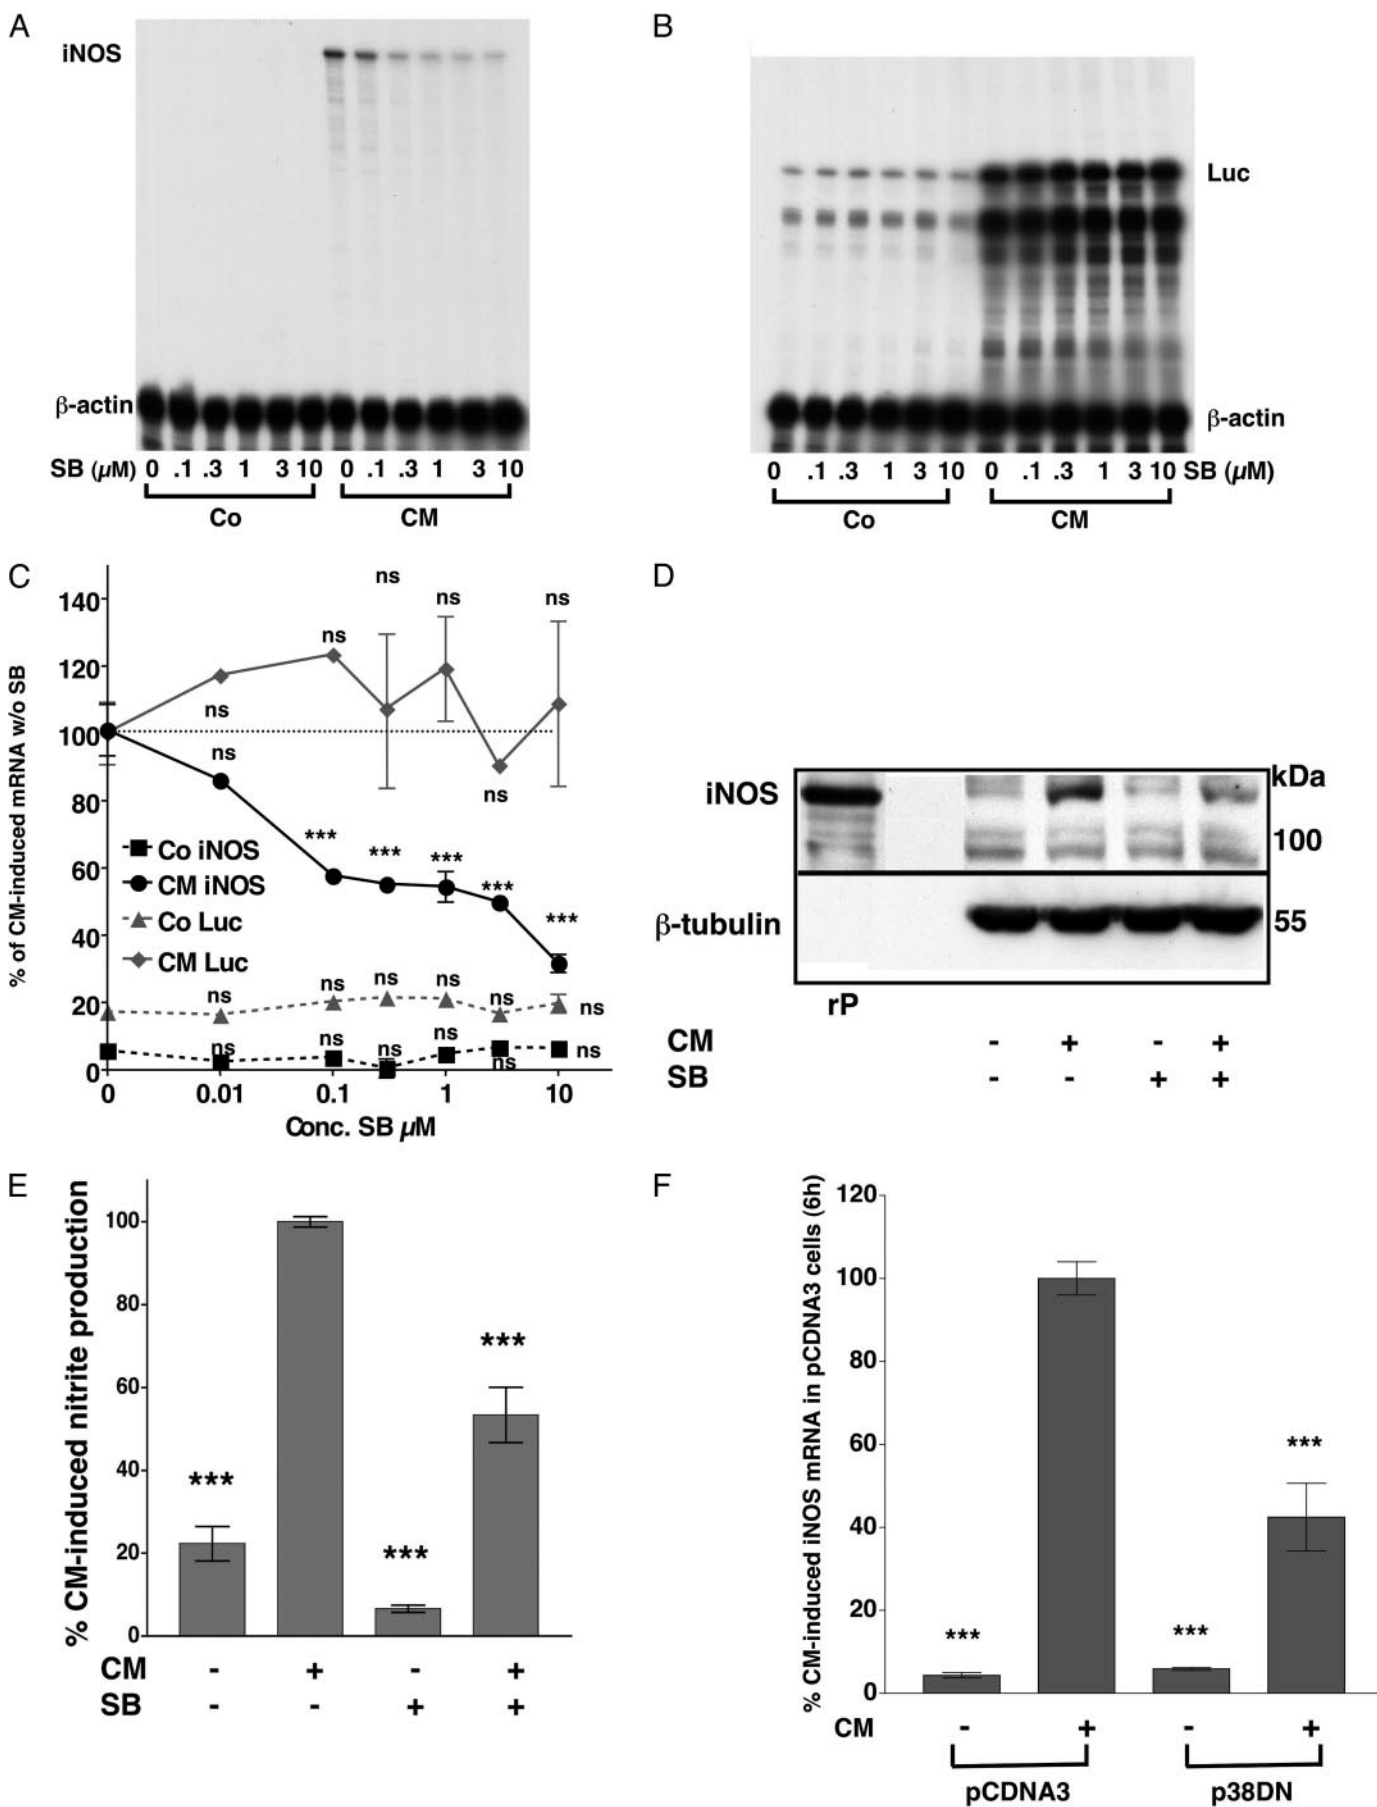 A
iNOS
β-actin
SB (µM) 0 .1 .3 1 3 10 0 .1 .3 1 3 10
Co CM
B
Luc
β-actin
0 .1 .3 1 3 10 0 .1 .3 1 3 10 SB (µM)
Co CM
C
% of CM-induced mRNA w/o SB
140
120
100
80
60
40
20
0
ns ns ns
ns
ns
ns
ns
*** *** *** *** ***
Co iNOS
CM iNOS
Co Luc
CM Luc
ns ns ns ns ns ns
ns ns ns ns ns ns
0 0.01 0.1 1 10
Conc. SB µM
D
iNOS
kDa
100
β-tubulin
55
rP
CM - + - +
SB - - + +
E
% CM-induced nitrite production
100
80
60
40
20
0
*** *** ***
CM - + - +
SB - - + +
F
% CM-induced iNOS mRNA in pCDNA3 cells (6h)
120
100
80
60
40
20
0
*** *** ***
CM - + - +
pCDNA3 p38DN